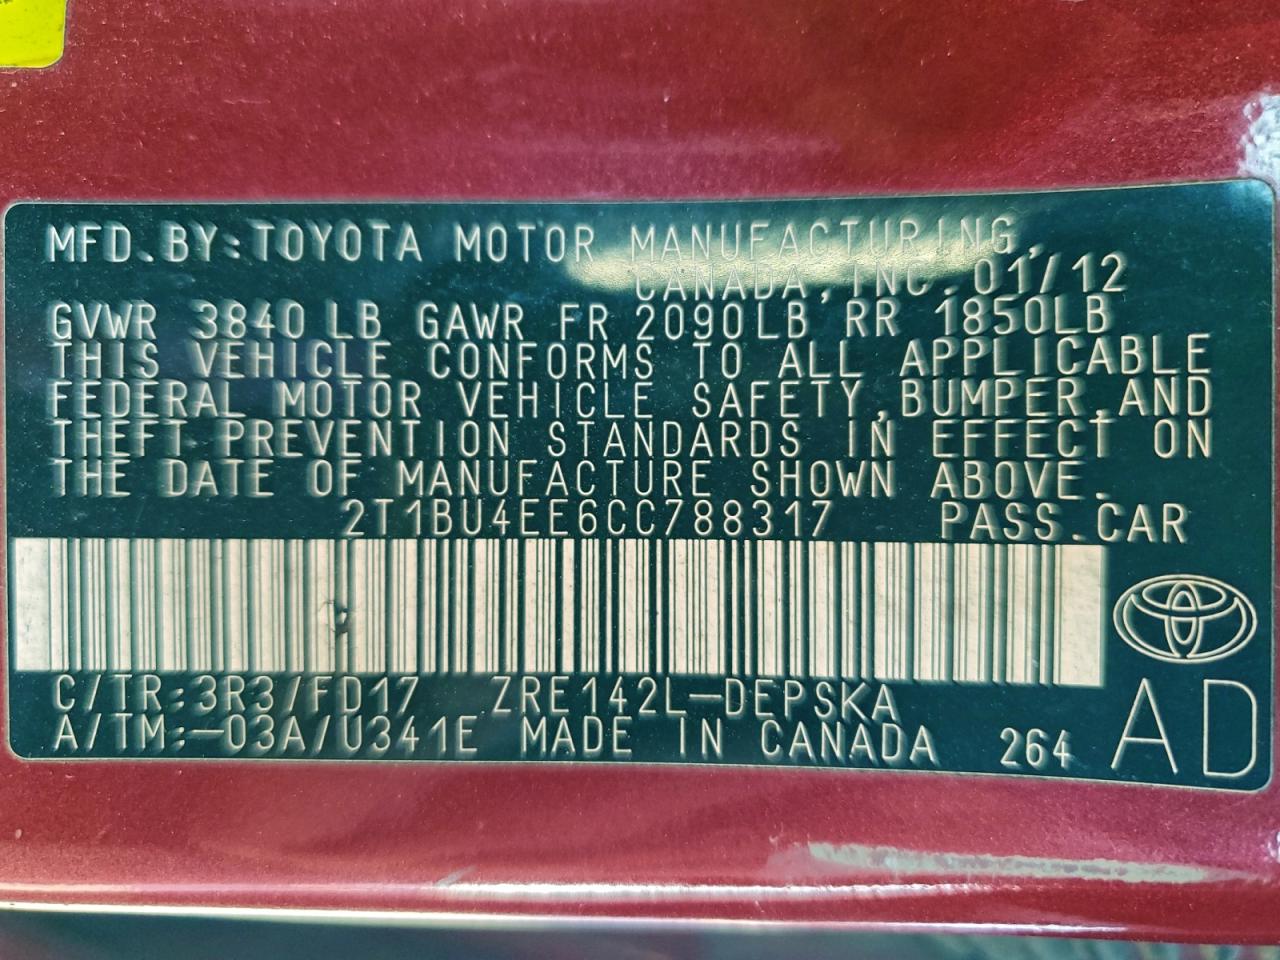 MFD.BY:TOYOTA MOTOR MANUFACTURING,
CANADA, INC. 01/12
GVWR 3840 LB GAWR FR 2090LB RR 1850LB
THIS VEHICLE CONFORMS TO ALL APPLICABLE
FEDERAL MOTOR VEHICLE SAFETY,BUMPER,AND
THEFT PREVENTION STANDARDS IN EFFECT ON
THE DATE OF MANUFACTURE SHOWN ABOVE.
2T1BU4EE6CC788317 PASS.CAR
C/TR:3R3/FD17 ZRE142L-DEPSKA
A/TM:-03A/U341E MADE IN CANADA 264 AD